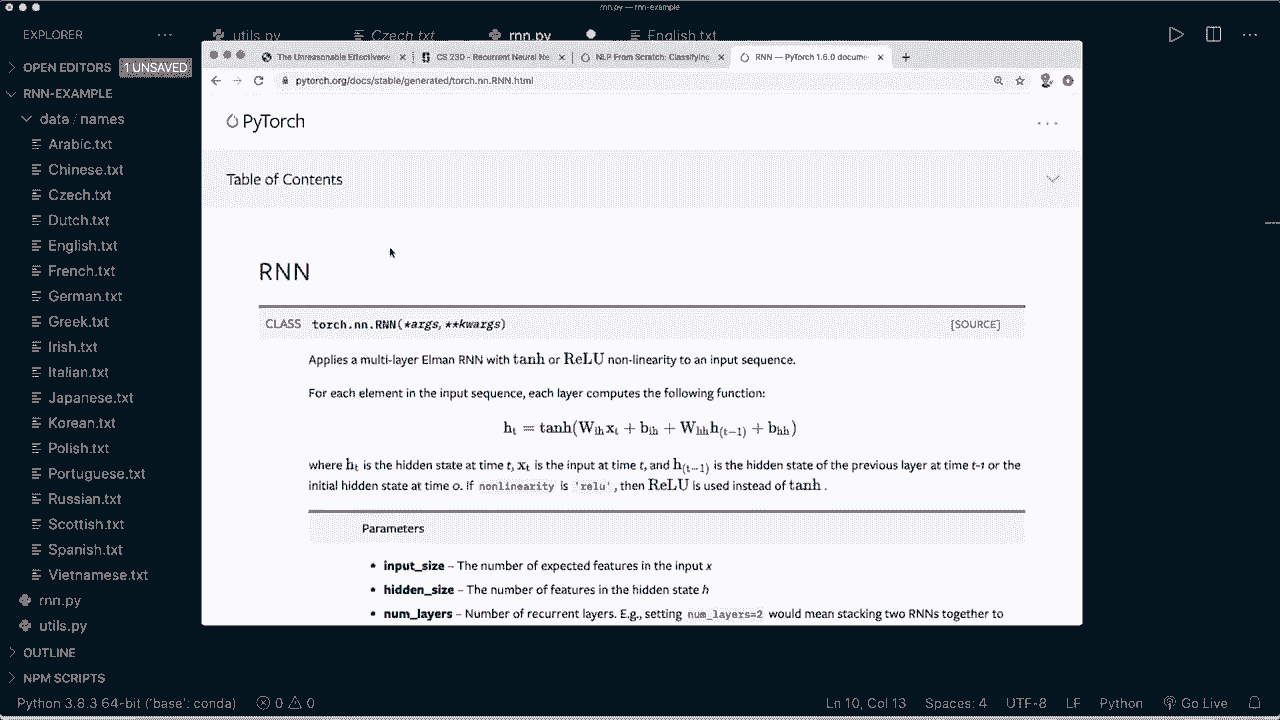 rnn.py — rnn-example
EXPLORER ···
utils.py Czech.txt rnn.py English.txt ···
OPEN EDITORS 1 UNSAVED
RNN-EXAMPLE
data / names
Arabic.txt
Chinese.txt
Czech.txt
Dutch.txt
English.txt
French.txt
German.txt
Greek.txt
Irish.txt
Italian.txt
Japanese.txt
Korean.txt
Polish.txt
Portuguese.txt
Russian.txt
Scottish.txt
Spanish.txt
Vietnamese.txt
rnn.py
utils.py
OUTLINE
NPM SCRIPTS
The Unreasonable Effectivene × CS 230 - Recurrent Neural Ne × NLP From Scratch: Classifying × RNN — PyTorch 1.6.0 docume × +
pytorch.org/docs/stable/generated/torch.nn.RNN.html
PyTorch ···
Table of Contents
RNN
CLASS torch.nn.RNN(*args, **kwargs) [SOURCE]
Applies a multi-layer Elman RNN with tanh or ReLU non-linearity to an input sequence.
For each element in the input sequence, each layer computes the following function:
h_t = tanh(W_ih x_t + b_ih + W_hh h_(t−1) + b_hh)
where h_t is the hidden state at time t, x_t is the input at time t, and h_(t−1) is the hidden state of the previous layer at time t-1 or the
initial hidden state at time 0. If nonlinearity is 'relu', then ReLU is used instead of tanh.
Parameters
• input_size – The number of expected features in the input x
• hidden_size – The number of features in the hidden state h
• num_layers – Number of recurrent layers. E.g., setting num_layers=2 would mean stacking two RNNs together to
Python 3.8.3 64-bit ('base': conda) 0 0 Ln 10, Col 13 Spaces: 4 UTF-8 LF Python Go Live